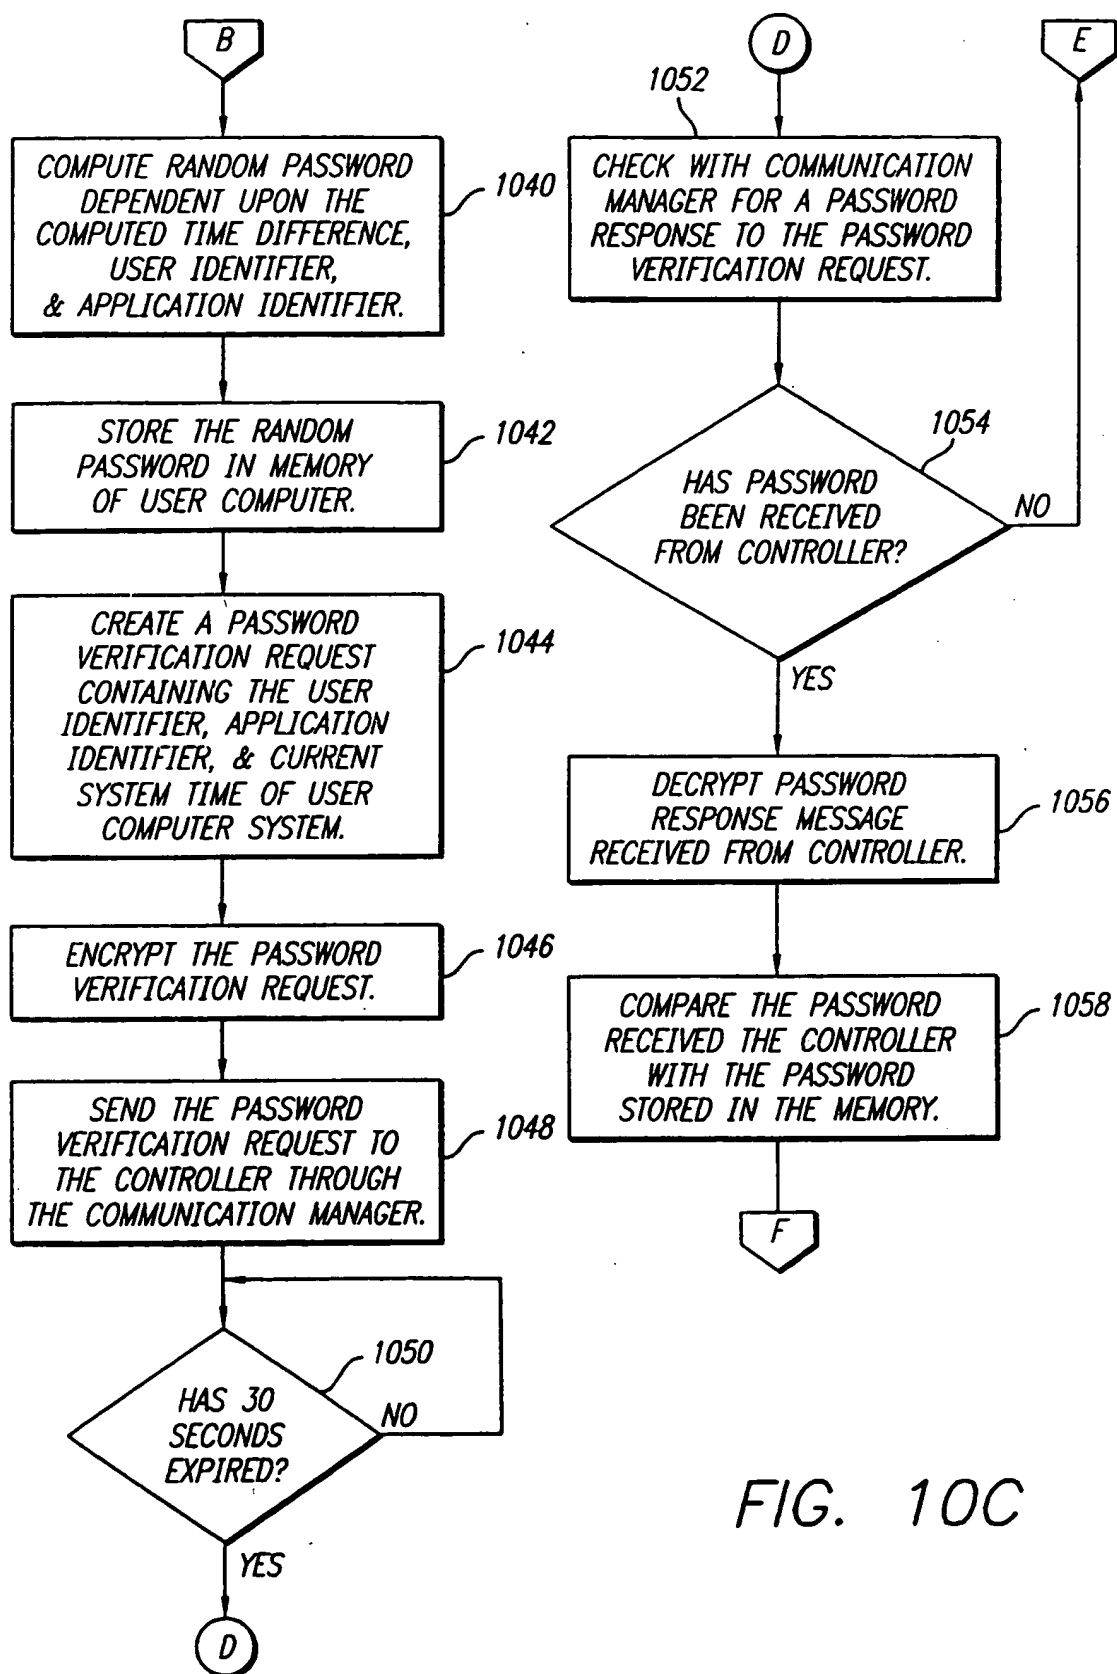 B
COMPUTE RANDOM PASSWORD
DEPENDENT UPON THE
COMPUTED TIME DIFFERENCE,
USER IDENTIFIER,
& APPLICATION IDENTIFIER.
1040
STORE THE RANDOM
PASSWORD IN MEMORY
OF USER COMPUTER.
1042
CREATE A PASSWORD
VERIFICATION REQUEST
CONTAINING THE USER
IDENTIFIER, APPLICATION
IDENTIFIER, & CURRENT
SYSTEM TIME OF USER
COMPUTER SYSTEM.
1044
ENCRYPT THE PASSWORD
VERIFICATION REQUEST.
1046
SEND THE PASSWORD
VERIFICATION REQUEST TO
THE CONTROLLER THROUGH
THE COMMUNICATION MANAGER.
1048
HAS 30
SECONDS
EXPIRED?
1050
NO
YES
D
D
1052
CHECK WITH COMMUNICATION
MANAGER FOR A PASSWORD
RESPONSE TO THE PASSWORD
VERIFICATION REQUEST.
HAS PASSWORD
BEEN RECEIVED
FROM CONTROLLER?
1054
NO
E
YES
DECRYPT PASSWORD
RESPONSE MESSAGE
RECEIVED FROM CONTROLLER.
1056
COMPARE THE PASSWORD
RECEIVED THE CONTROLLER
WITH THE PASSWORD
STORED IN THE MEMORY.
1058
F
FIG. 10C